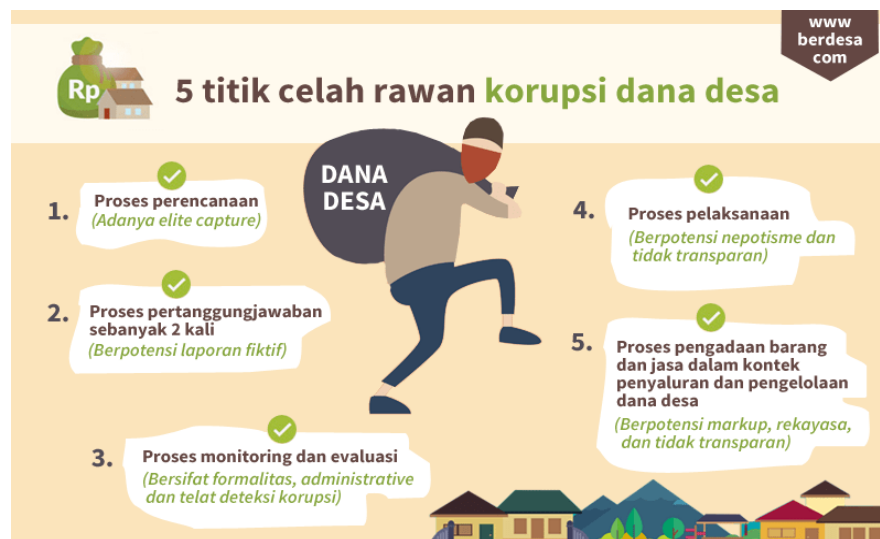 www
berdesa
com
Rp
5 titik celah rawan korupsi dana desa
DANA
DESA
1.
Proses perencanaan
(Adanya elite capture)
2.
Proses pertanggungjawaban
sebanyak 2 kali
(Berpotensi laporan fiktif)
3.
Proses monitoring dan evaluasi
(Bersifat formalitas, administrative
dan telat deteksi korupsi)
4.
Proses pelaksanaan
(Berpotensi nepotisme dan
tidak transparan)
5.
Proses pengadaan barang
dan jasa dalam kontek
penyaluran dan pengelolaan
dana desa
(Berpotensi markup, rekayasa,
dan tidak transparan)